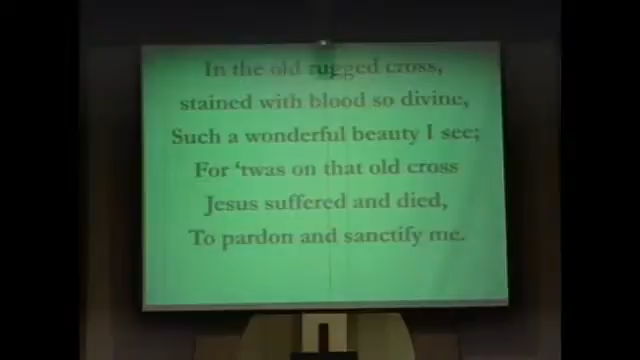 In the old rugged cross,
stained with blood so divine,
Such a wonderful beauty I see;
For ‘twas on that old cross
Jesus suffered and died,
To pardon and sanctify me.